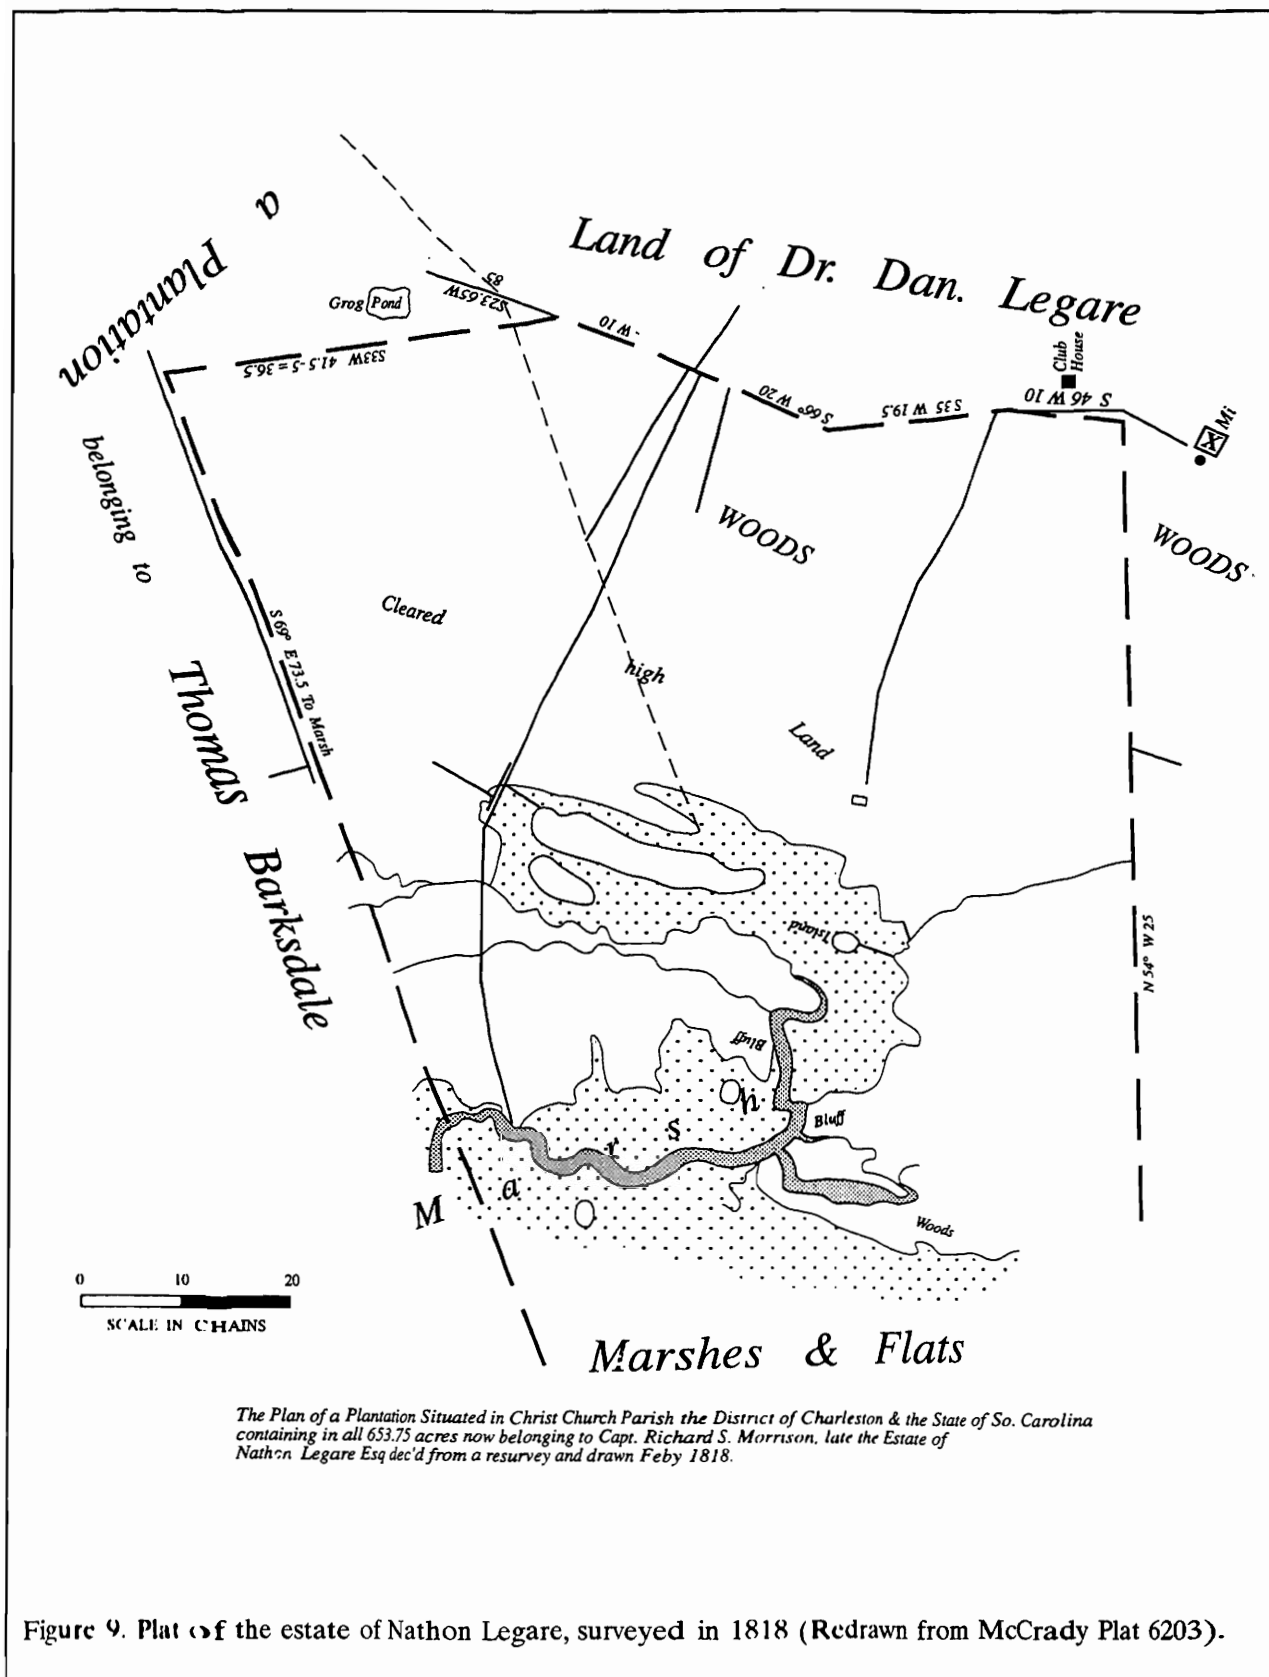 a Plantation
belonging to
Thomas Barksdale
Land of Dr. Dan. Legare
Grog Pond
85
S23.65W
- W 10
S33W 41.5-5 = 36.5
S 66° W 20
S35 W 19.5
S 46 W 10
Club
House
X
Mi
WOODS
WOODS
Cleared
high
Land
S 69° E 73.5 To Marsh
N 54° W 25
Island
Bluff
Bluff
Woods
M a r s h
0 10 20
SCALE IN CHAINS
Marshes & Flats
The Plan of a Plantation Situated in Christ Church Parish the District of Charleston & the State of So. Carolina
containing in all 653.75 acres now belonging to Capt. Richard S. Morrison, late the Estate of
Nathon Legare Esq dec'd from a resurvey and drawn Feby 1818.
Figure 9. Plat of the estate of Nathon Legare, surveyed in 1818 (Redrawn from McCrady Plat 6203).